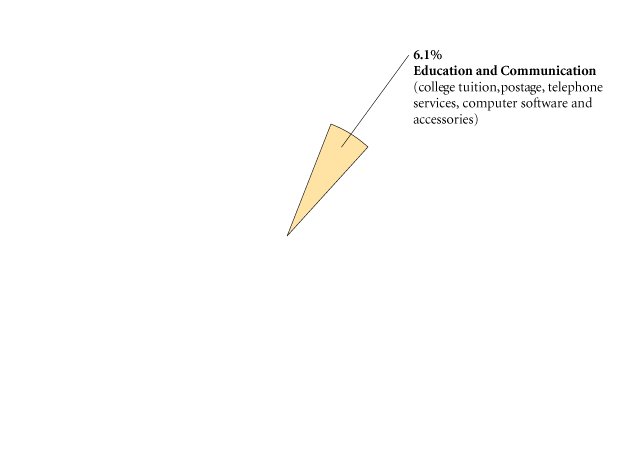 6.1%
Education and Communication
(college tuition,postage, telephone
services, computer software and
accessories)